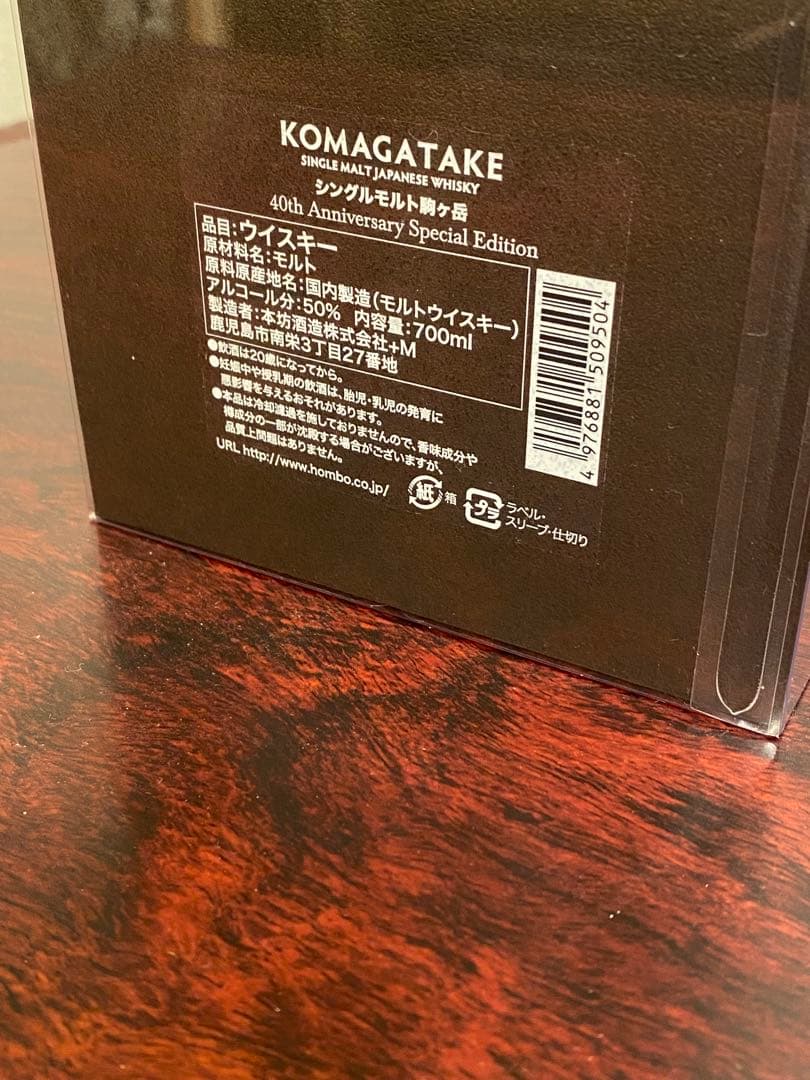 KOMAGATAKE
SINGLE MALT JAPANESE WHISKY
シングルモルト駒ヶ岳
40th Anniversary Special Edition
品目：ウイスキー
原材料名：モルト
原料原産地名：国内製造（モルトウイスキー）
アルコール分：50% 内容量：700ml
製造者：本坊酒造株式会社+M
鹿児島市南栄3丁目27番地
●飲酒は20歳になってから。
●妊娠中や授乳期の飲酒は、胎児・乳児の発育に
悪影響を与えるおそれがあります。
●本品は冷却濾過を施しておりませんので、香味成分や
樽成分の一部が沈殿する場合がございますが、
品質上問題はありません。
URL http://www.hombo.co.jp/
紙 箱
プラ ラベル・
スリーブ・仕切り
4 976881 509504